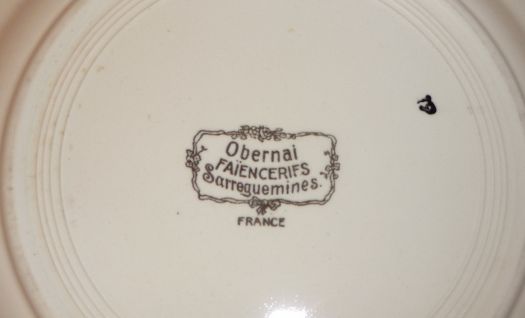 Obernai
FAÏENCERIES
Sarreguemines.
FRANCE